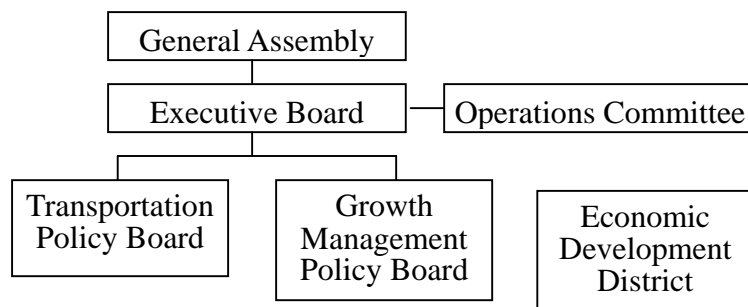 General Assembly
Executive Board
Operations Committee
Transportation
Policy Board
Growth
Management
Policy Board
Economic
Development
District